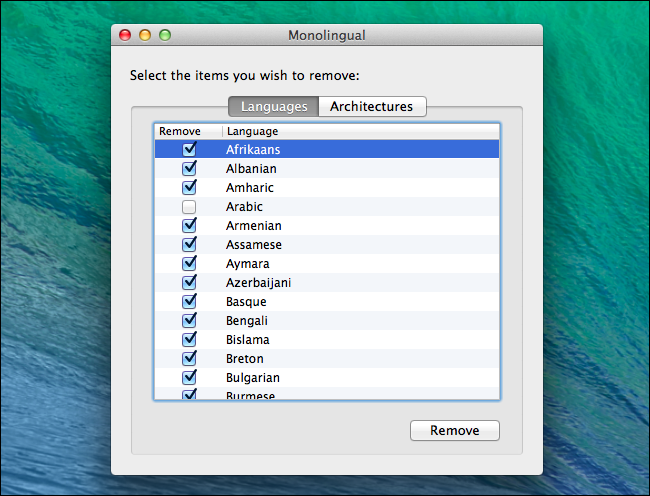 Monolingual
Select the items you wish to remove:
Languages Architectures
Remove Language
Afrikaans
Albanian
Amharic
Arabic
Armenian
Assamese
Aymara
Azerbaijani
Basque
Bengali
Bislama
Breton
Bulgarian
Burmese
Remove